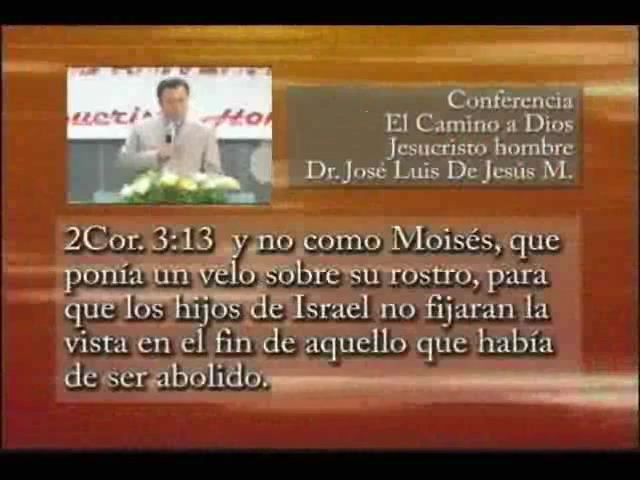 Conferencia
El Camino a Dios
Jesucristo hombre
Dr. José Luis De Jesús M.
2Cor. 3:13 y no como Moisés, que
ponía un velo sobre su rostro, para
que los hijos de Israel no fijaran la
vista en el fin de aquello que había
de ser abolido.